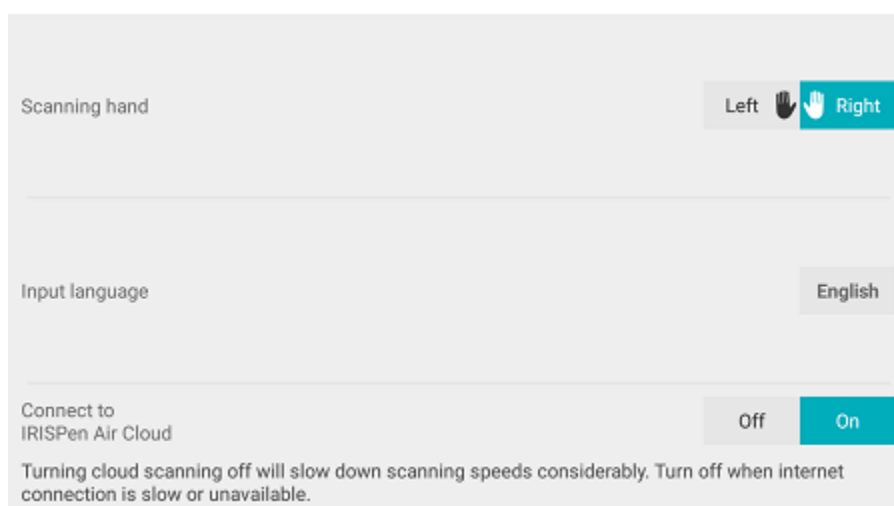 Scanning hand
Left Right
Input language
English
Connect to
IRISPen Air Cloud
Off On
Turning cloud scanning off will slow down scanning speeds considerably. Turn off when internet
connection is slow or unavailable.